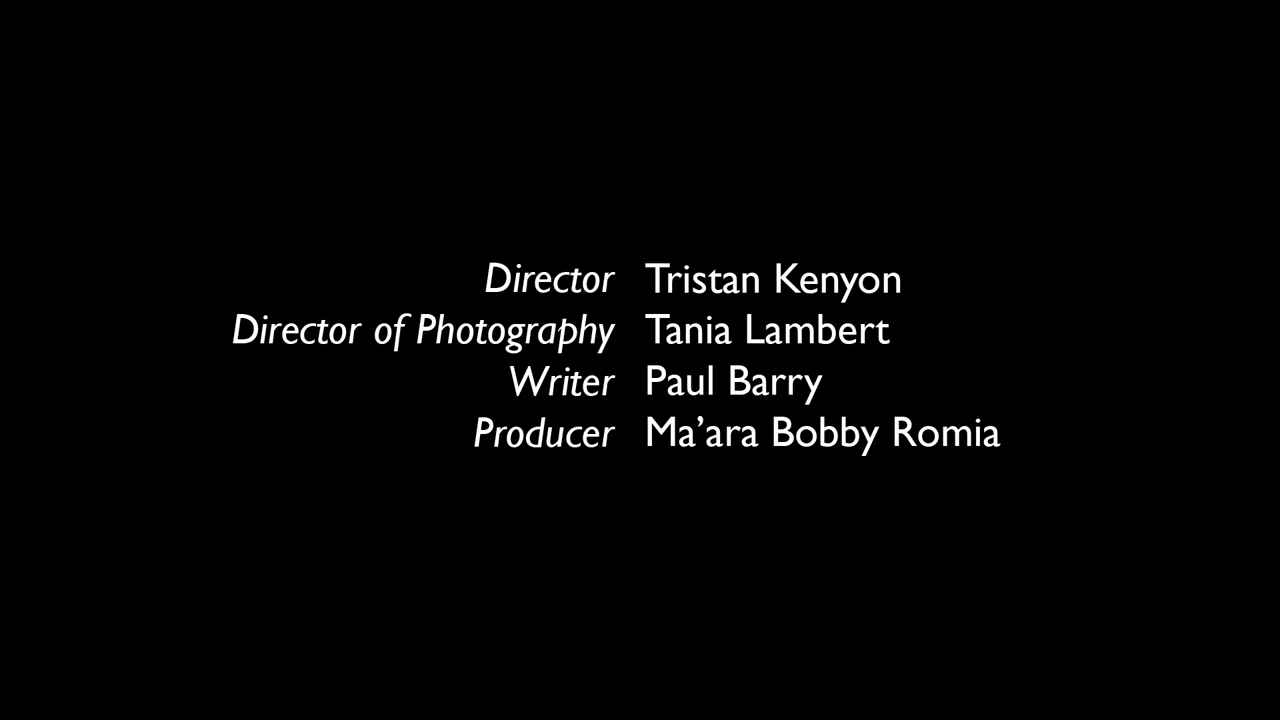 Director Tristan Kenyon
Director of Photography Tania Lambert
Writer Paul Barry
Producer Ma’ara Bobby Romia